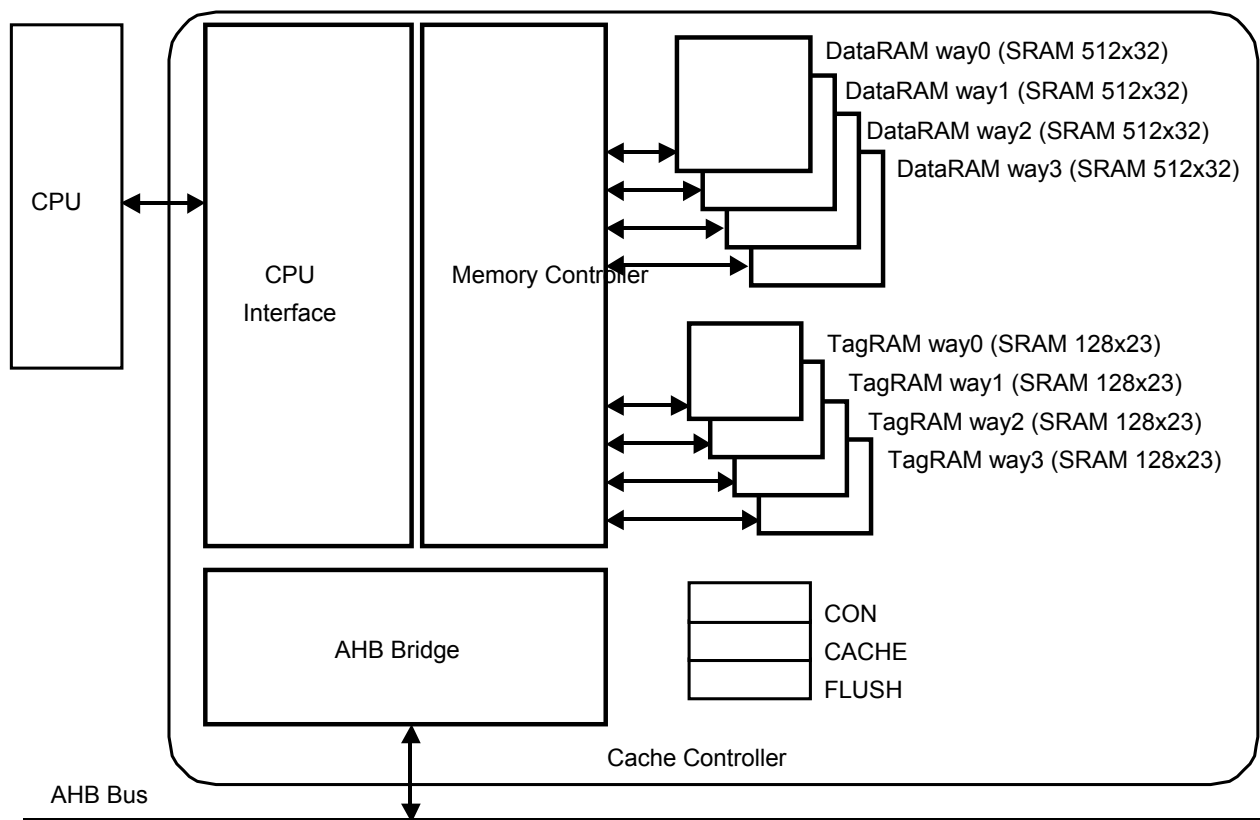 DataRAM way0 (SRAM 512x32)
DataRAM way1 (SRAM 512x32)
DataRAM way2 (SRAM 512x32)
DataRAM way3 (SRAM 512x32)
CPU
CPU
Interface
Memory Controller
TagRAM way0 (SRAM 128x23)
TagRAM way1 (SRAM 128x23)
TagRAM way2 (SRAM 128x23)
TagRAM way3 (SRAM 128x23)
AHB Bridge
CON
CACHE
FLUSH
Cache Controller
AHB Bus